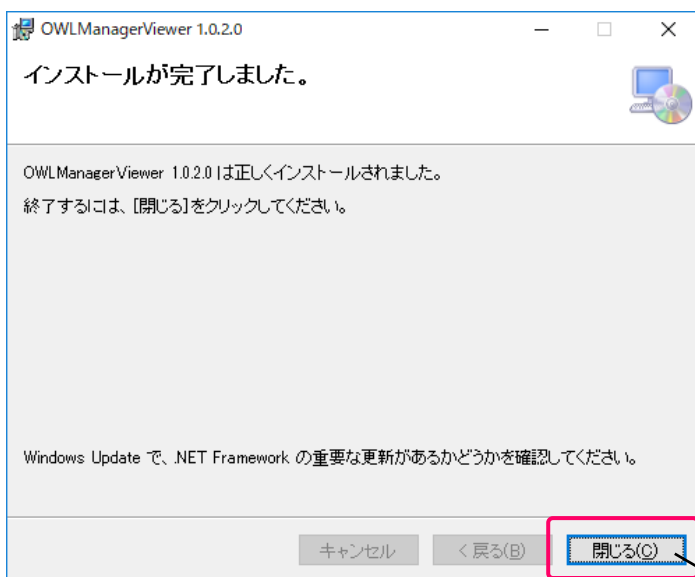 OWLManagerViewer 1.0.2.0
インストールが完了しました。
OWLManagerViewer 1.0.2.0 は正しくインストールされました。
終了するには、[閉じる]をクリックしてください。
Windows Update で、.NET Framework の重要な更新があるかどうかを確認してください。
キャンセル < 戻る(B) 閉じる(C)